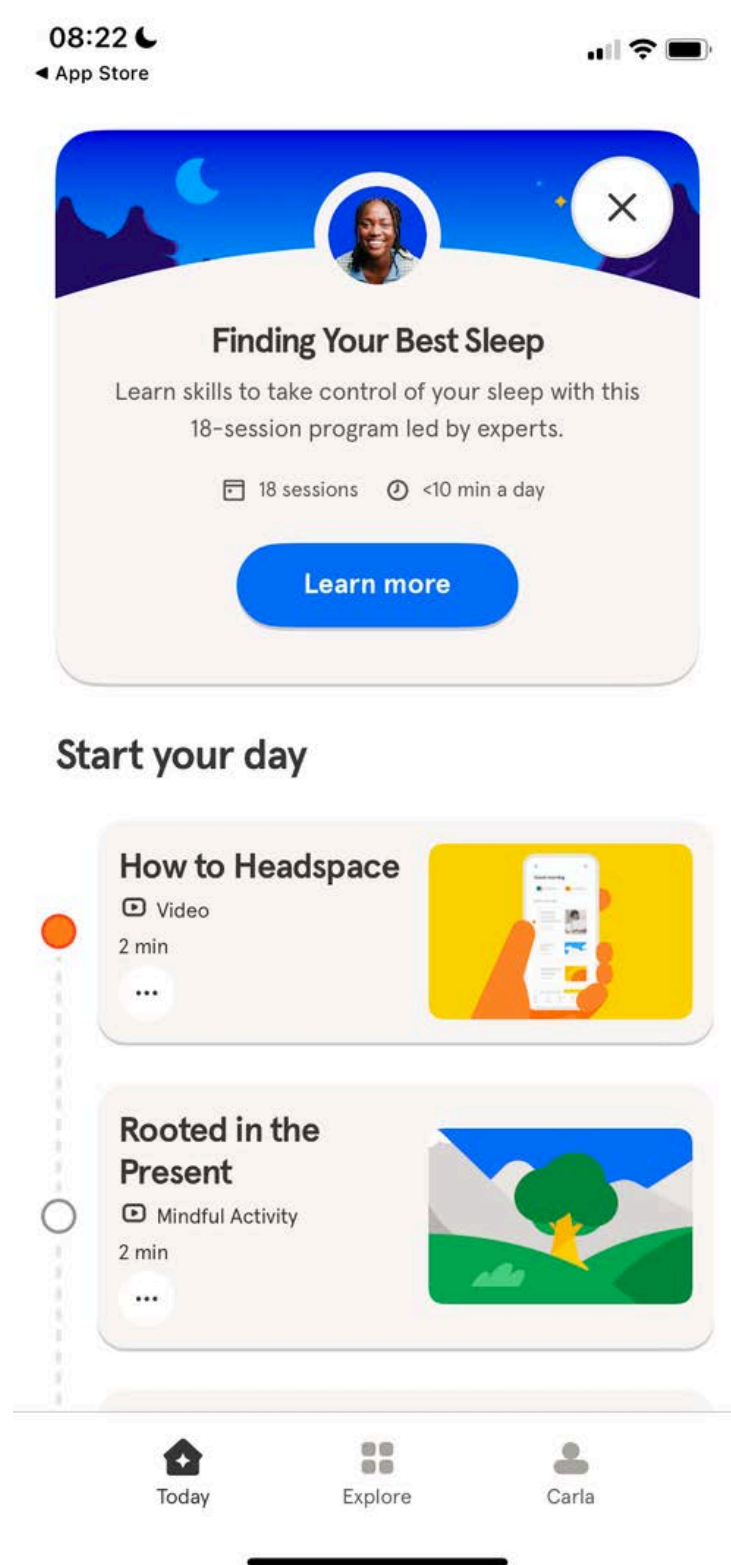 08:22
◀ App Store
Finding Your Best Sleep
Learn skills to take control of your sleep with this
18-session program led by experts.
18 sessions <10 min a day
Learn more
Start your day
How to Headspace
Video
2 min
Rooted in the
Present
Mindful Activity
2 min
Today Explore Carla